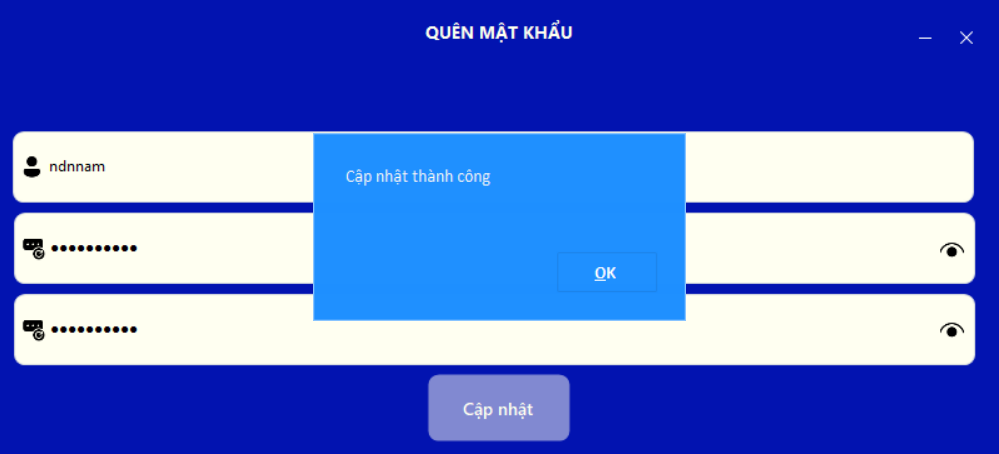 QUÊN MẬT KHẨU
ndnnam
Cập nhật thành công
OK
••••••••••
••••••••••
Cập nhật